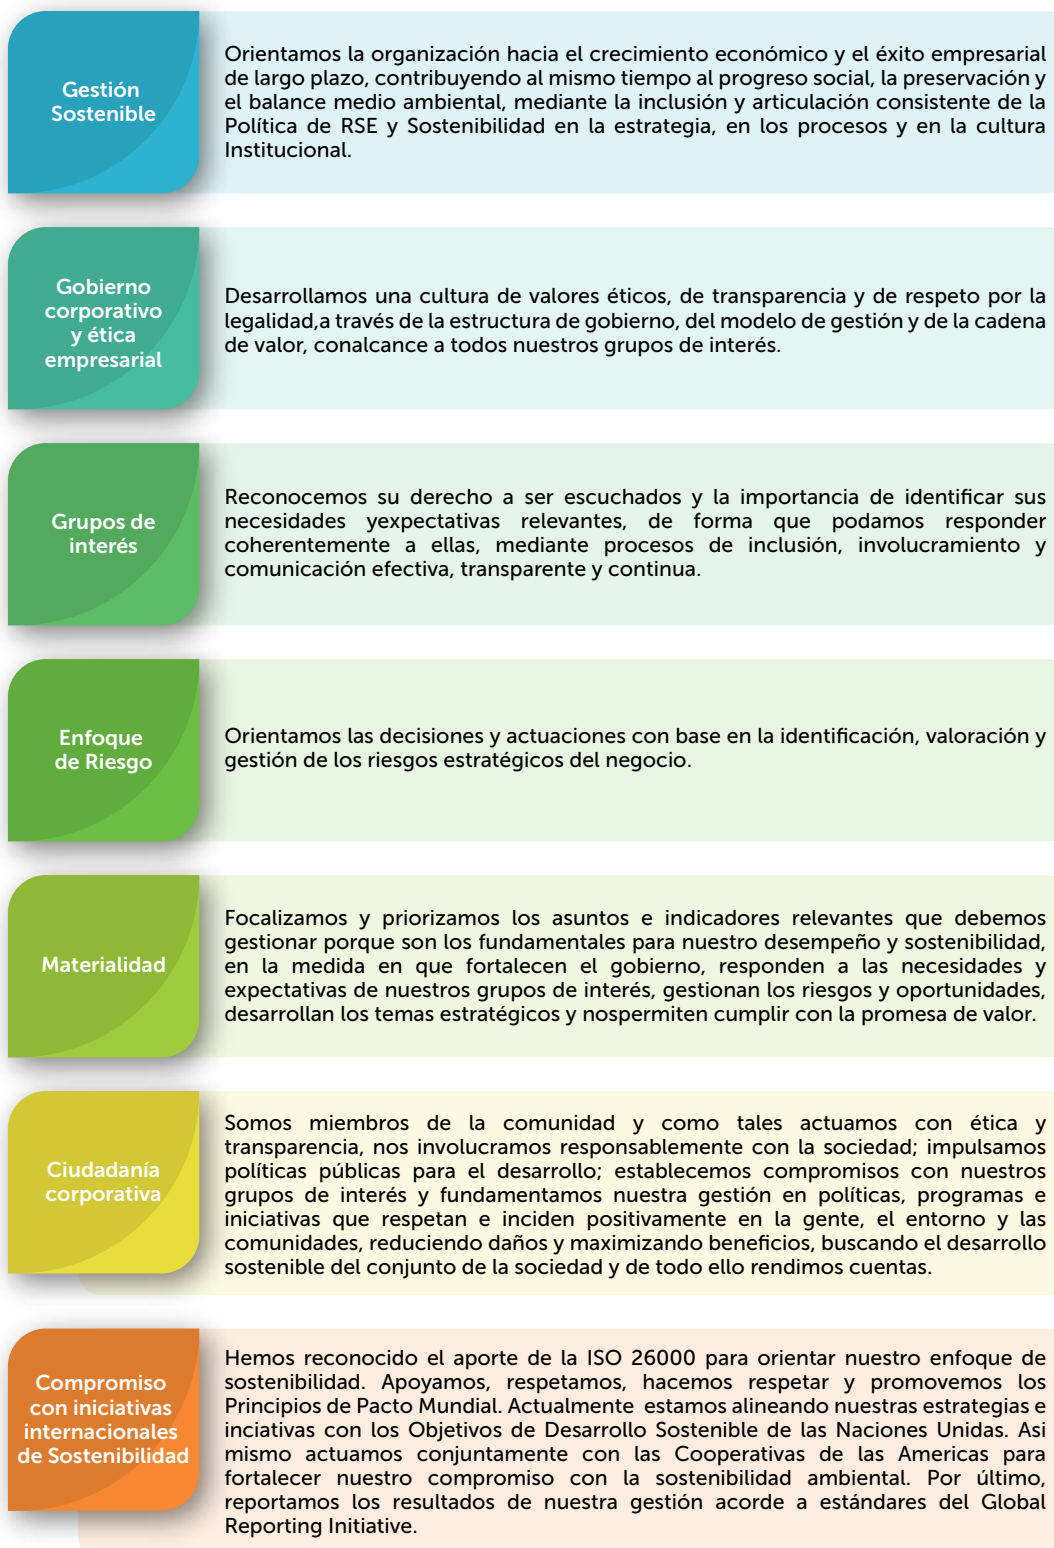 Gestión
Sostenible
Orientamos la organización hacia el crecimiento económico y el éxito empresarial
de largo plazo, contribuyendo al mismo tiempo al progreso social, la preservación y
el balance medio ambiental, mediante la inclusión y articulación consistente de la
Política de RSE y Sostenibilidad en la estrategia, en los procesos y en la cultura
Institucional.
Gobierno
corporativo
y ética
empresarial
Desarrollamos una cultura de valores éticos, de transparencia y de respeto por la
legalidad,a través de la estructura de gobierno, del modelo de gestión y de la cadena
de valor, conalcance a todos nuestros grupos de interés.
Grupos de
interés
Reconocemos su derecho a ser escuchados y la importancia de identificar sus
necesidades yexpectativas relevantes, de forma que podamos responder
coherentemente a ellas, mediante procesos de inclusión, involucramiento y
comunicación efectiva, transparente y continua.
Enfoque
de Riesgo
Orientamos las decisiones y actuaciones con base en la identificación, valoración y
gestión de los riesgos estratégicos del negocio.
Materialidad
Focalizamos y priorizamos los asuntos e indicadores relevantes que debemos
gestionar porque son los fundamentales para nuestro desempeño y sostenibilidad,
en la medida en que fortalecen el gobierno, responden a las necesidades y
expectativas de nuestros grupos de interés, gestionan los riesgos y oportunidades,
desarrollan los temas estratégicos y nospermiten cumplir con la promesa de valor.
Ciudadanía
corporativa
Somos miembros de la comunidad y como tales actuamos con ética y
transparencia, nos involucramos responsablemente con la sociedad; impulsamos
políticas públicas para el desarrollo; establecemos compromisos con nuestros
grupos de interés y fundamentamos nuestra gestión en políticas, programas e
iniciativas que respetan e inciden positivamente en la gente, el entorno y las
comunidades, reduciendo daños y maximizando beneficios, buscando el desarrollo
sostenible del conjunto de la sociedad y de todo ello rendimos cuentas.
Compromiso
con iniciativas
internacionales
de Sostenibilidad
Hemos reconocido el aporte de la ISO 26000 para orientar nuestro enfoque de
sostenibilidad. Apoyamos, respetamos, hacemos respetar y promovemos los
Principios de Pacto Mundial. Actualmente estamos alineando nuestras estrategias e
inciativas con los Objetivos de Desarrollo Sostenible de las Naciones Unidas. Asi
mismo actuamos conjuntamente con las Cooperativas de las Americas para
fortalecer nuestro compromiso con la sostenibilidad ambiental. Por último,
reportamos los resultados de nuestra gestión acorde a estándares del Global
Reporting Initiative.